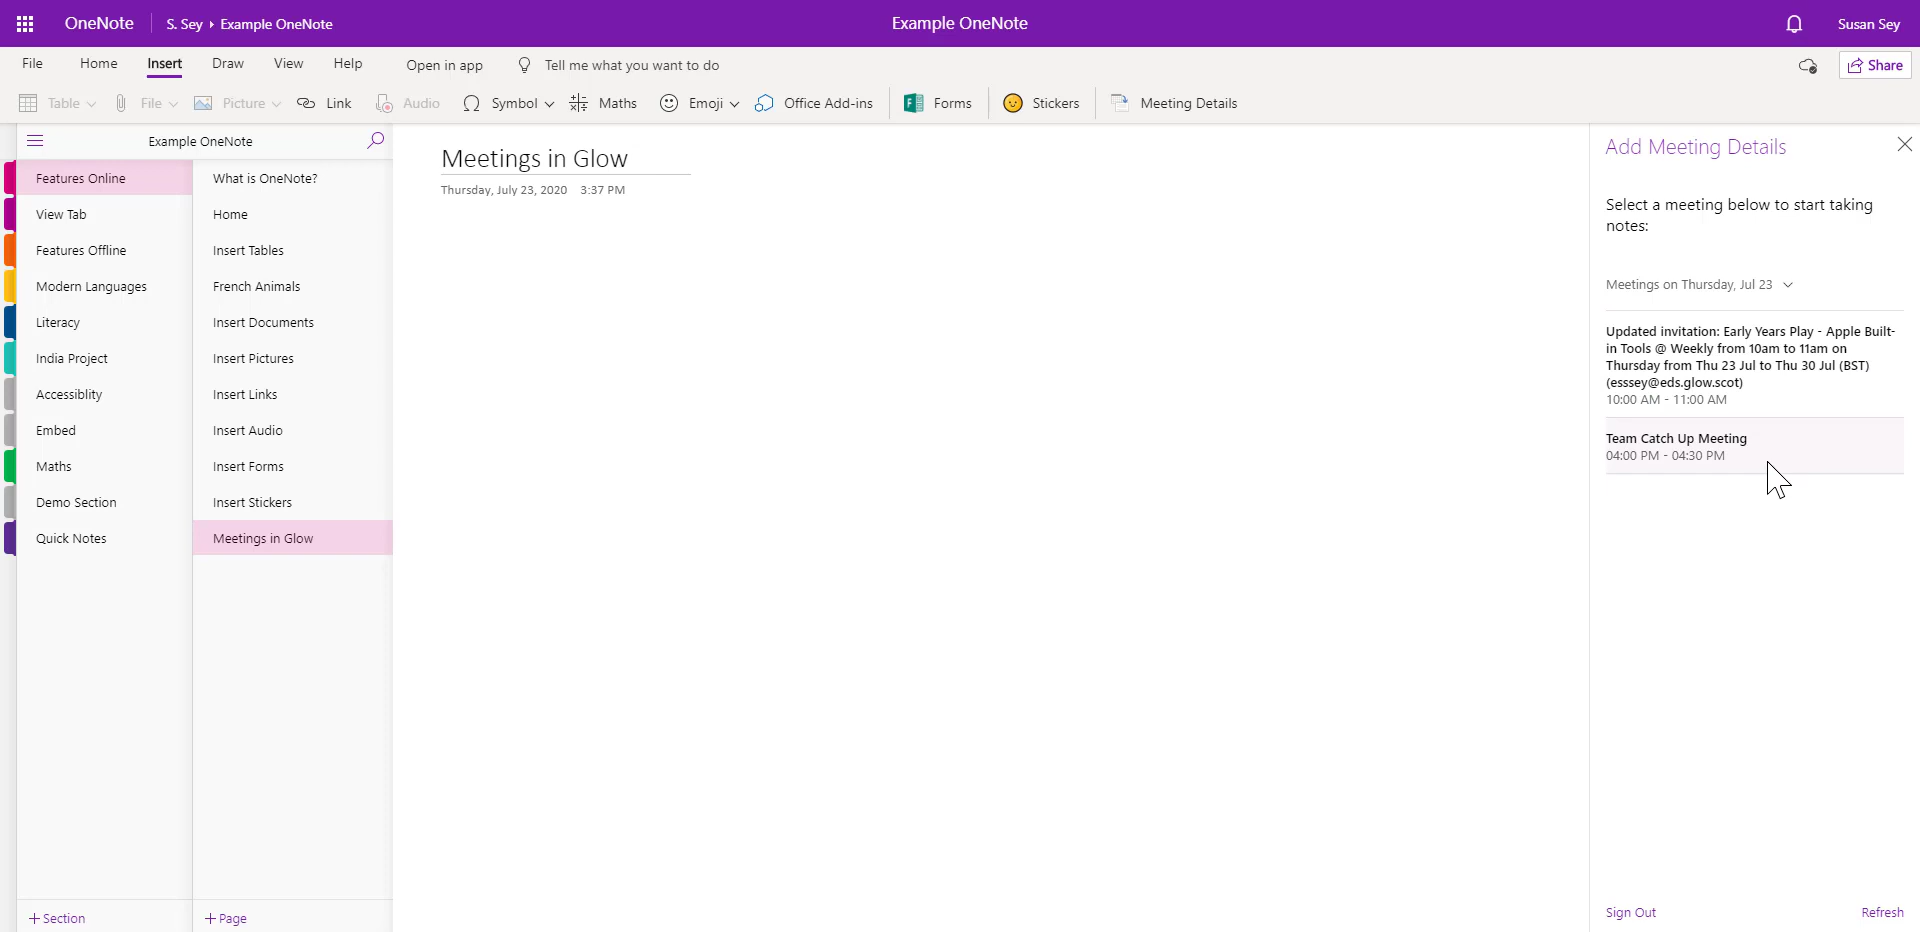 OneNote
S. Sey ▸ Example OneNote
Example OneNote
Susan Sey
File
Home
Insert
Draw
View
Help
Open in app
Tell me what you want to do
Share
Table
File
Picture
Link
Audio
Symbol
Maths
Emoji
Office Add-ins
Forms
Stickers
Meeting Details
Example OneNote
Features Online
View Tab
Features Offline
Modern Languages
Literacy
India Project
Accessiblity
Embed
Maths
Demo Section
Quick Notes
+ Section
What is OneNote?
Home
Insert Tables
French Animals
Insert Documents
Insert Pictures
Insert Links
Insert Audio
Insert Forms
Insert Stickers
Meetings in Glow
+ Page
Meetings in Glow
Thursday, July 23, 2020 3:37 PM
Add Meeting Details
Select a meeting below to start taking
notes:
Meetings on Thursday, Jul 23
Updated invitation: Early Years Play - Apple Built-
in Tools @ Weekly from 10am to 11am on
Thursday from Thu 23 Jul to Thu 30 Jul (BST)
(esssey@eds.glow.scot)
10:00 AM - 11:00 AM
Team Catch Up Meeting
04:00 PM - 04:30 PM
Sign Out
Refresh